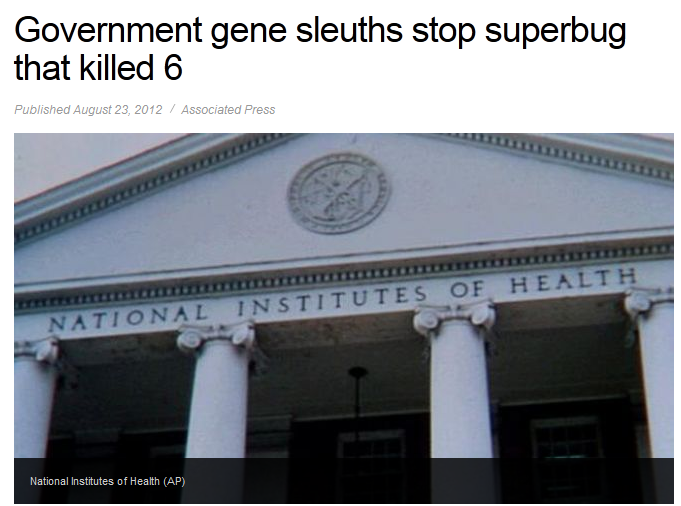 Government gene sleuths stop superbug
that killed 6
Published August 23, 2012 / Associated Press
NATIONAL INSTITUTES OF HEALTH
National Institutes of Health (AP)